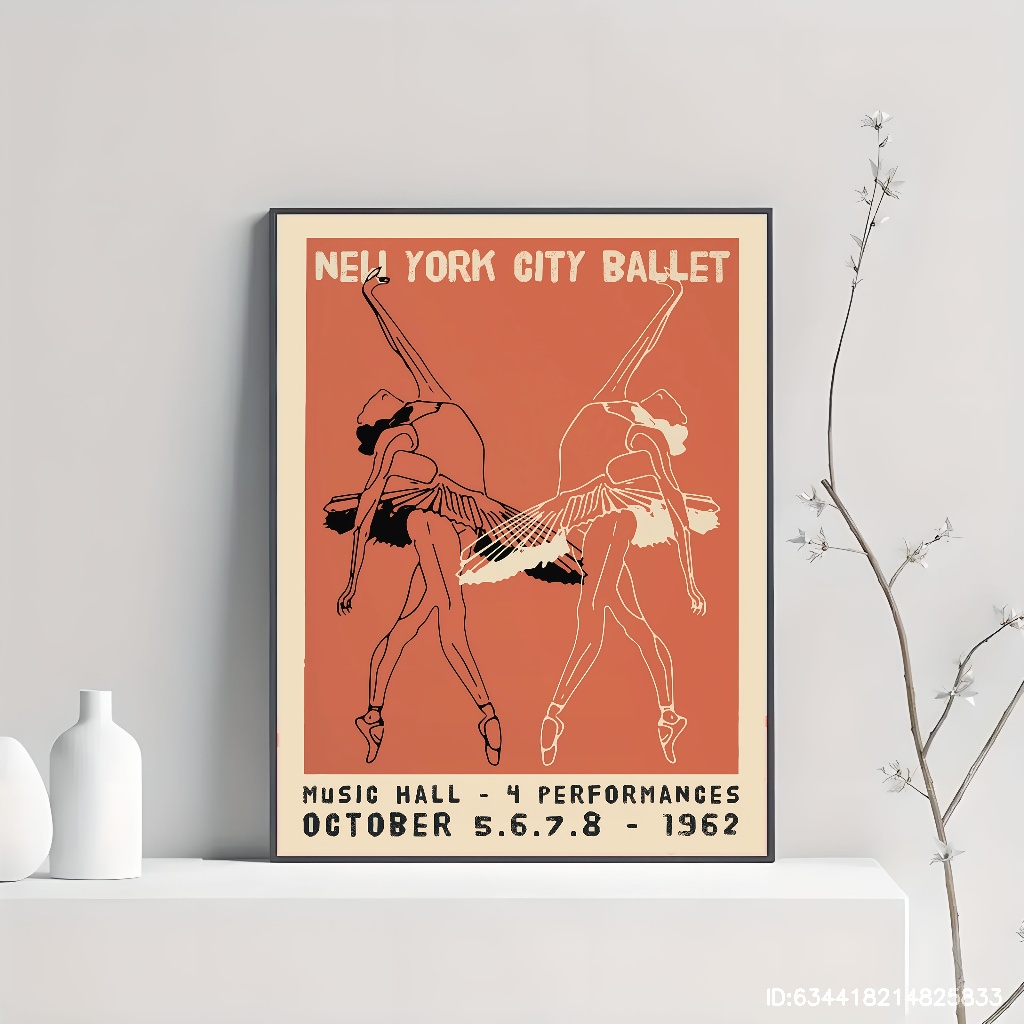 NEW YORK CITY BALLET
MUSIC HALL - 4 PERFORMANCES
OCTOBER 5.6.7.8 - 1962
ID:634418214825833